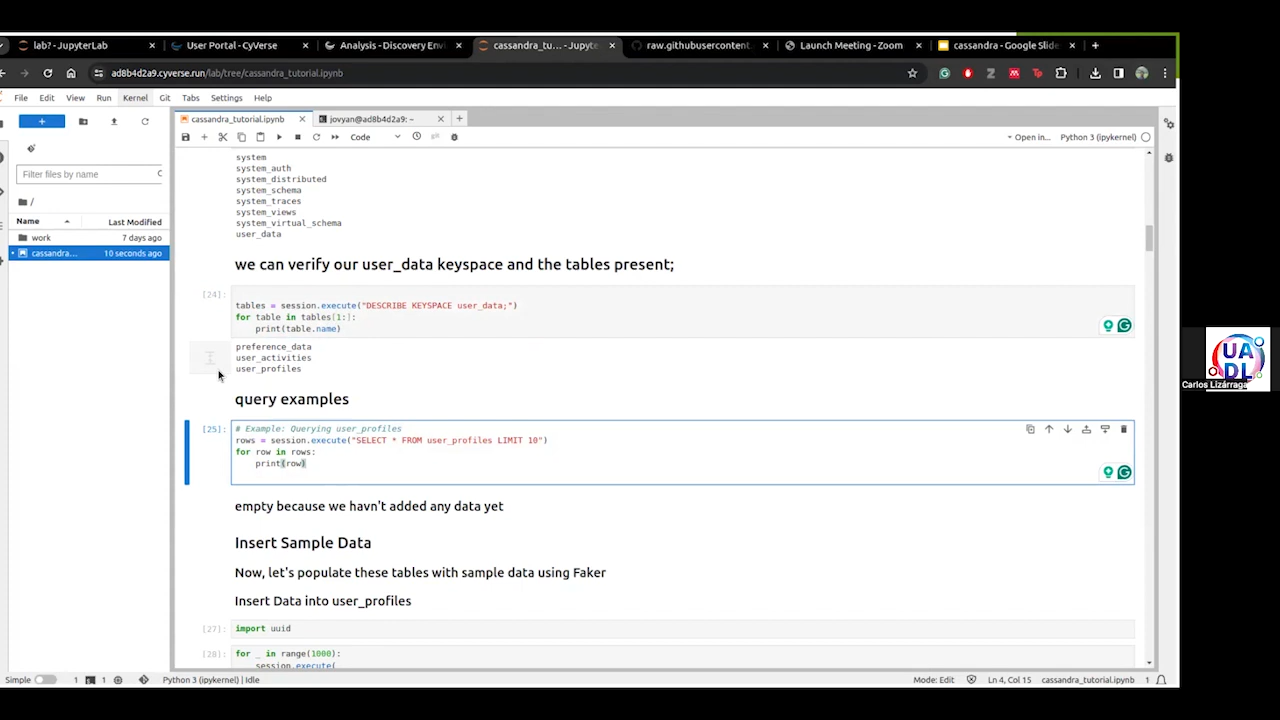 lab? - JupyterLab
User Portal - CyVerse
Analysis - Discovery Envi
cassandra_tu… - Jupyte
raw.githubusercontent.
Launch Meeting - Zoom
cassandra - Google Slide
ad8b4d2a9.cyverse.run/lab/tree/cassandra_tutorial.ipynb
File Edit View Run Kernel Git Tabs Settings Help
cassandra_tutorial.ipynb
jovyan@ad8b4d2a9: ~
Code
Open in...
Python 3 (ipykernel)
Filter files by name
/
Name
Last Modified
work
7 days ago
cassandra…
10 seconds ago
system
system_auth
system_distributed
system_schema
system_traces
system_views
system_virtual_schema
user_data
we can verify our user_data keyspace and the tables present;
[24]:
tables = session.execute("DESCRIBE KEYSPACE user_data;")
for table in tables[1:]:
print(table.name)
preference_data
user_activities
user_profiles
query examples
[25]:
# Example: Querying user_profiles
rows = session.execute("SELECT * FROM user_profiles LIMIT 10")
for row in rows:
print(row)
empty because we havn't added any data yet
Insert Sample Data
Now, let's populate these tables with sample data using Faker
Insert Data into user_profiles
[27]:
import uuid
[28]:
for _ in range(1000):
session.execute(
Simple
1
1
Python 3 (ipykernel) | Idle
Mode: Edit
Ln 4, Col 15
cassandra_tutorial.ipynb
1
UA
DL
Carlos Lizárraga